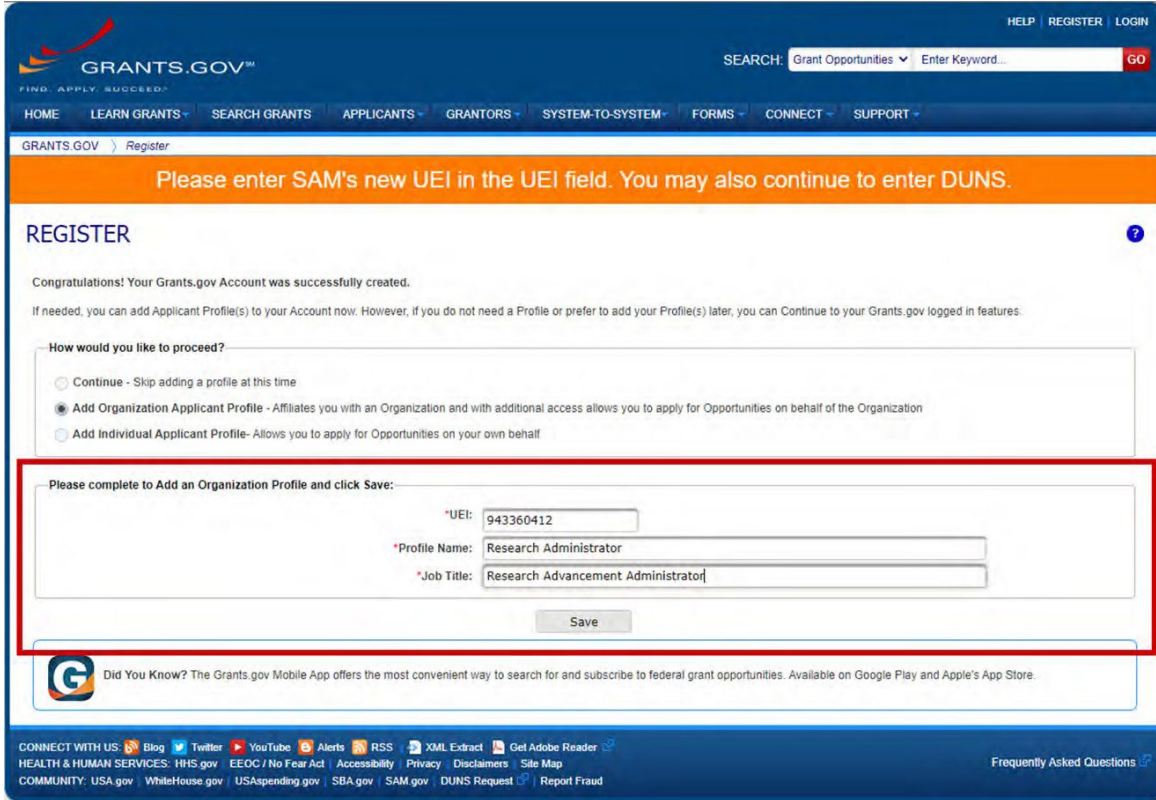 HELP | REGISTER | LOGIN
GRANTS.GOV℠
FIND. APPLY. SUCCEED.℠
SEARCH: Grant Opportunities Enter Keyword... GO
HOME LEARN GRANTS SEARCH GRANTS APPLICANTS GRANTORS SYSTEM-TO-SYSTEM FORMS CONNECT SUPPORT
GRANTS.GOV 〉 Register
Please enter SAM's new UEI in the UEI field. You may also continue to enter DUNS.
REGISTER ?
Congratulations! Your Grants.gov Account was successfully created.
If needed, you can add Applicant Profile(s) to your Account now. However, if you do not need a Profile or prefer to add your Profile(s) later, you can Continue to your Grants.gov logged in features.
How would you like to proceed?
Continue - Skip adding a profile at this time
Add Organization Applicant Profile - Affiliates you with an Organization and with additional access allows you to apply for Opportunities on behalf of the Organization
Add Individual Applicant Profile- Allows you to apply for Opportunities on your own behalf
Please complete to Add an Organization Profile and click Save:
*UEI: 943360412
*Profile Name: Research Administrator
*Job Title: Research Advancement Administrator
Save
G Did You Know? The Grants.gov Mobile App offers the most convenient way to search for and subscribe to federal grant opportunities. Available on Google Play and Apple's App Store.
CONNECT WITH US: Blog Twitter YouTube Alerts RSS | XML Extract Get Adobe Reader
HEALTH & HUMAN SERVICES: HHS.gov | EEOC / No Fear Act | Accessibility | Privacy | Disclaimers | Site Map
Frequently Asked Questions
COMMUNITY: USA.gov | WhiteHouse.gov | USAspending.gov | SBA.gov | SAM.gov | DUNS Request | Report Fraud